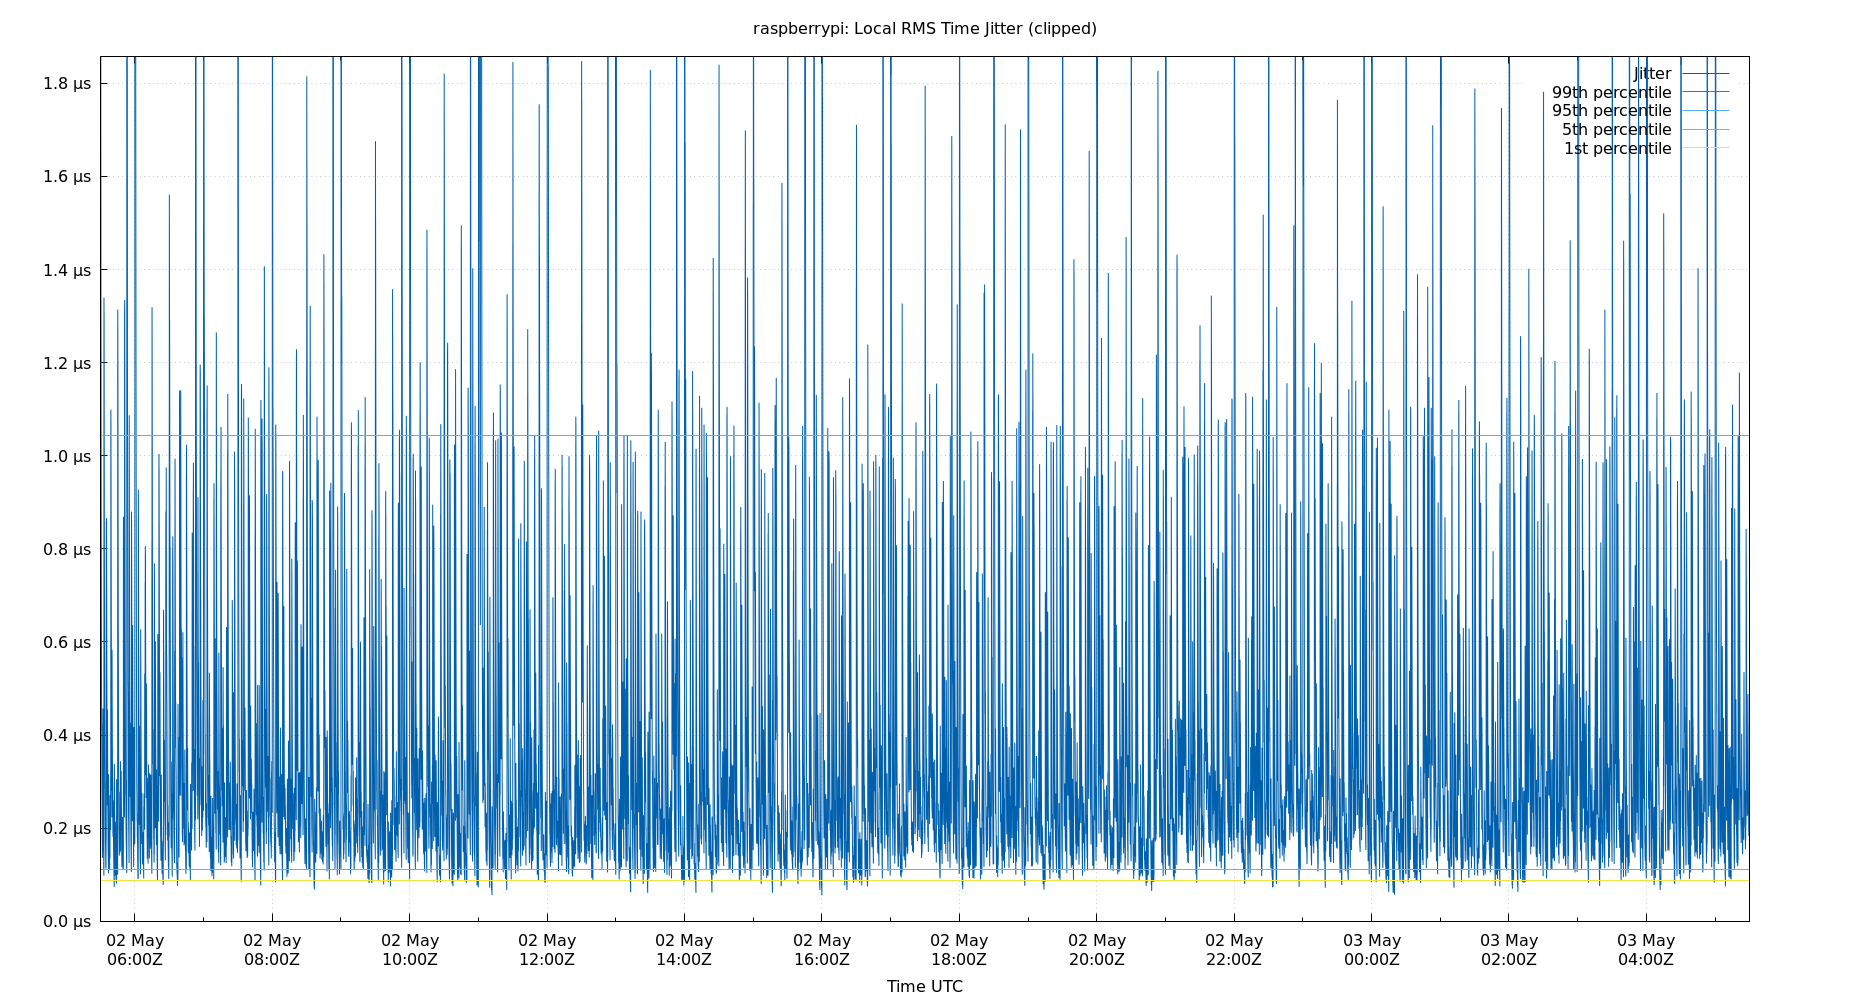 raspberrypi: Local RMS Time Jitter (clipped)
Jitter
99th percentile
95th percentile
5th percentile
1st percentile
1.8 µs
1.6 µs
1.4 µs
1.2 µs
1.0 µs
0.8 µs
0.6 µs
0.4 µs
0.2 µs
0.0 µs
02 May 02 May 02 May 02 May 02 May 02 May 02 May 02 May 02 May 03 May 03 May 03 May
06:00Z 08:00Z 10:00Z 12:00Z 14:00Z 16:00Z 18:00Z 20:00Z 22:00Z 00:00Z 02:00Z 04:00Z
Time UTC